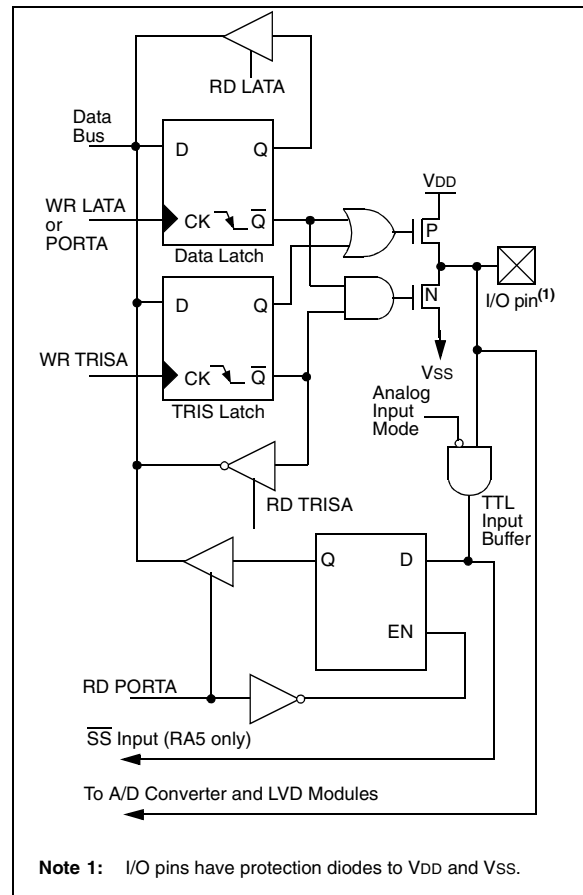 RD LATA
Data
Bus
D
Q
WR LATA
or
PORTA
CK
Q̅
Data Latch
VDD
P
I/O pin(1)
D
Q
N
WR TRISA
CK
Q̅
TRIS Latch
VSS
Analog
Input
Mode
TTL
Input
Buffer
RD TRISA
Q
D
EN
RD PORTA
S̅S̅ Input (RA5 only)
To A/D Converter and LVD Modules
Note 1: I/O pins have protection diodes to VDD and VSS.